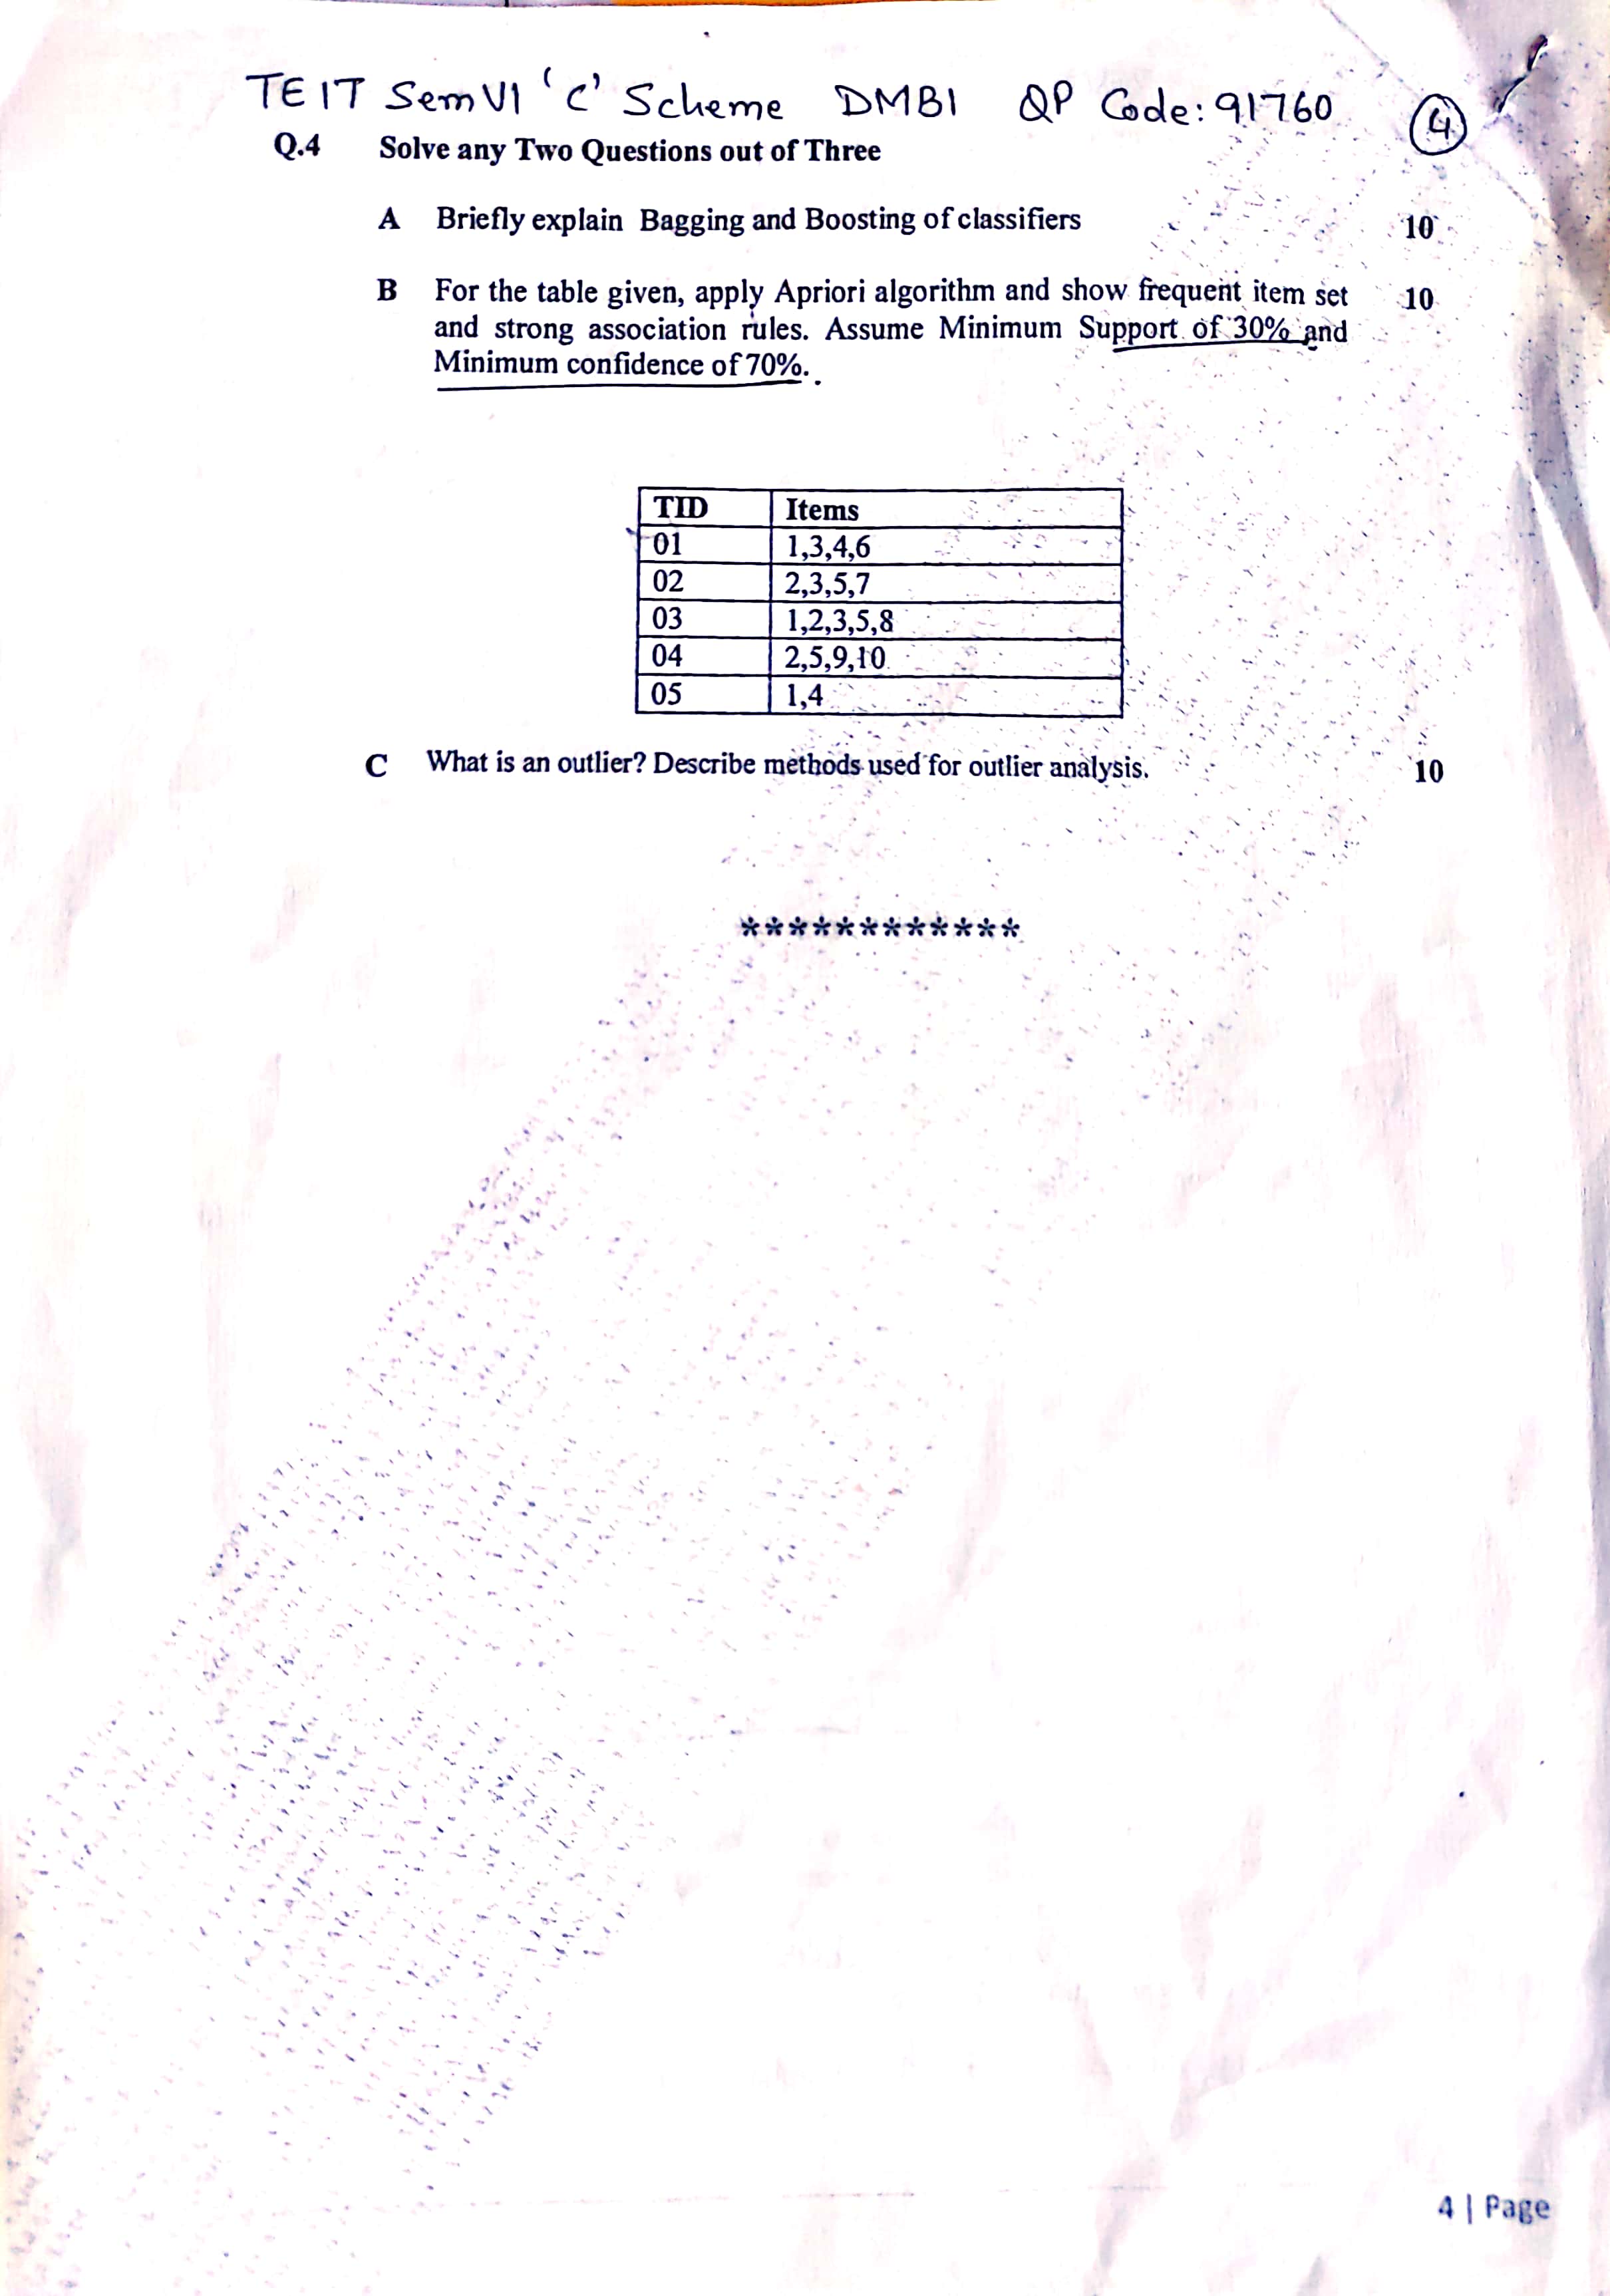 TE IT Sem VI 'C' Scheme DMBI QP Code: 91760 4
Q.4 Solve any Two Questions out of Three
A Briefly explain Bagging and Boosting of classifiers 10
B For the table given, apply Apriori algorithm and show frequent item set 10
and strong association rules. Assume Minimum Support of 30% and
Minimum confidence of 70%.
TID Items
01 1,3,4,6
02 2,3,5,7
03 1,2,3,5,8
04 2,5,9,10
05 1,4
C What is an outlier? Describe methods used for outlier analysis. 10
************
4 | Page